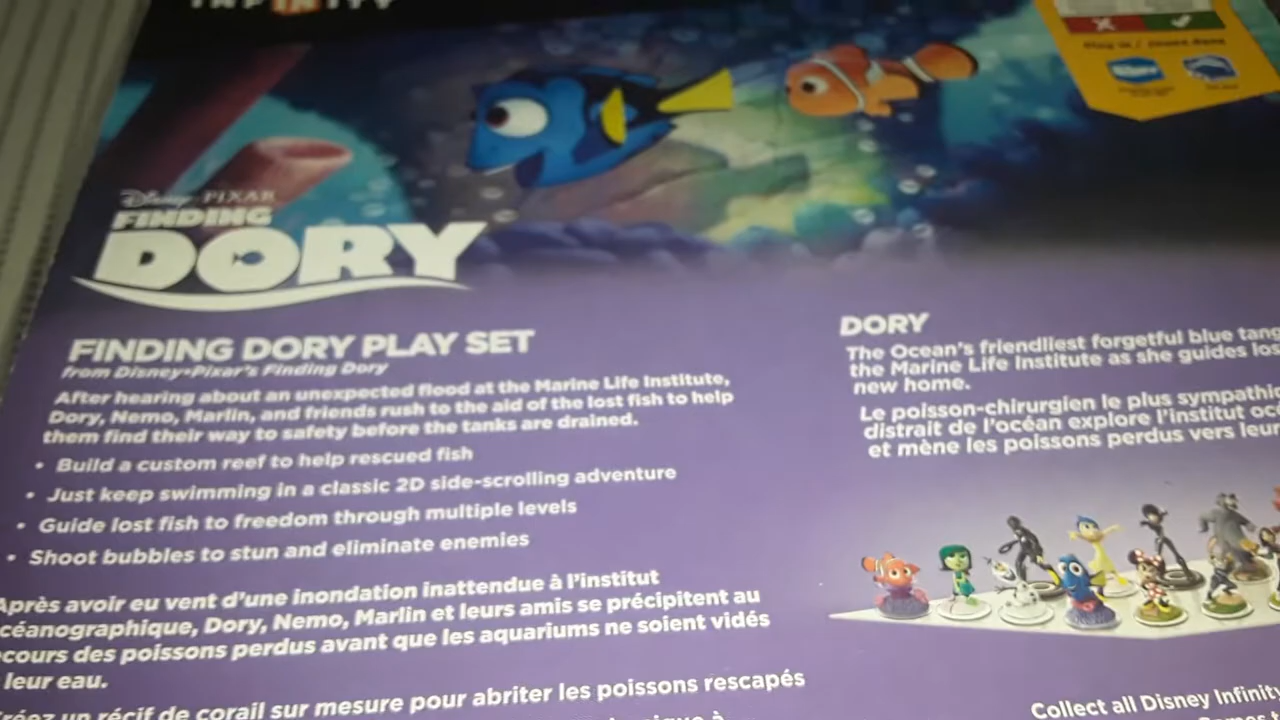 INFINITY
Play in / Jouez dans
Disney PIXAR
FINDING
DORY
FINDING DORY PLAY SET
from Disney•Pixar's Finding Dory
After hearing about an unexpected flood at the Marine Life Institute,
Dory, Nemo, Marlin, and friends rush to the aid of the lost fish to help
them find their way to safety before the tanks are drained.
• Build a custom reef to help rescued fish
• Just keep swimming in a classic 2D side-scrolling adventure
• Guide lost fish to freedom through multiple levels
• Shoot bubbles to stun and eliminate enemies
Après avoir eu vent d'une inondation inattendue à l'institut
céanographique, Dory, Nemo, Marlin et leurs amis se précipitent au
cours des poissons perdus avant que les aquariums ne soient vidés
leur eau.
réez un récif de corail sur mesure pour abriter les poissons rescapés
à
DORY
The Ocean's friendliest forgetful blue tang
the Marine Life Institute as she guides los
new home.
Le poisson-chirurgien le plus sympathi
distrait de l'océan explore l'institut oc
et mène les poissons perdus vers leur
Collect all Disney Infinity